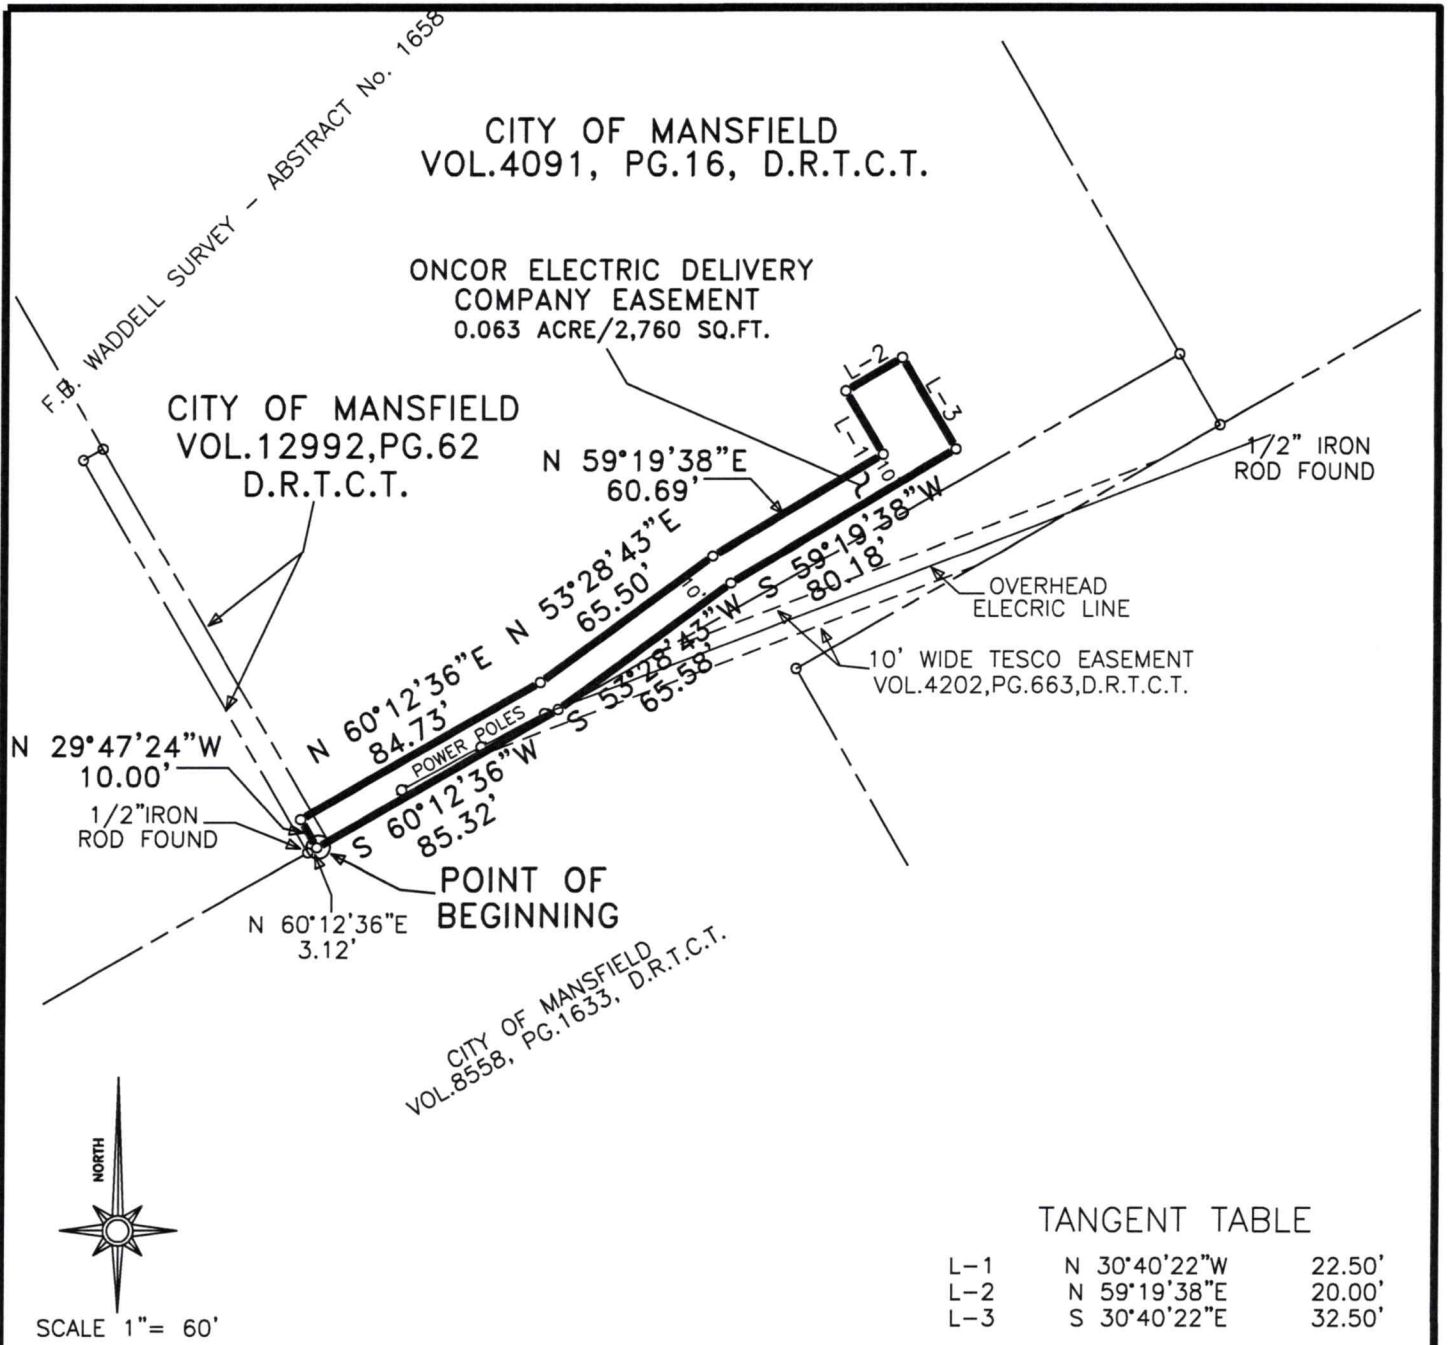 F.B. WADDELL SURVEY - ABSTRACT No. 1658
CITY OF MANSFIELD
VOL.4091, PG.16, D.R.T.C.T.
ONCOR ELECTRIC DELIVERY
COMPANY EASEMENT
0.063 ACRE/2,760 SQ.FT.
CITY OF MANSFIELD
VOL.12992,PG.62
D.R.T.C.T.
L-2
L-3
L-1
10'
N 59°19'38"E
60.69'
1/2" IRON
ROD FOUND
N 53°28'43"E
65.50'
10'
S 59°19'38"W
80.18'
OVERHEAD
ELECRIC LINE
N 60°12'36"E
84.73'
S 53°28'43"W
65.58'
10' WIDE TESCO EASEMENT
VOL.4202,PG.663,D.R.T.C.T.
POWER POLES
N 29°47'24"W
10.00'
S 60°12'36"W
85.32'
1/2"IRON
ROD FOUND
POINT OF
BEGINNING
N 60°12'36"E
3.12'
CITY OF MANSFIELD
VOL.8558, PG.1633, D.R.T.C.T.
NORTH
SCALE 1"= 60'
TANGENT TABLE
L-1 N 30°40'22"W 22.50'
L-2 N 59°19'38"E 20.00'
L-3 S 30°40'22"E 32.50'